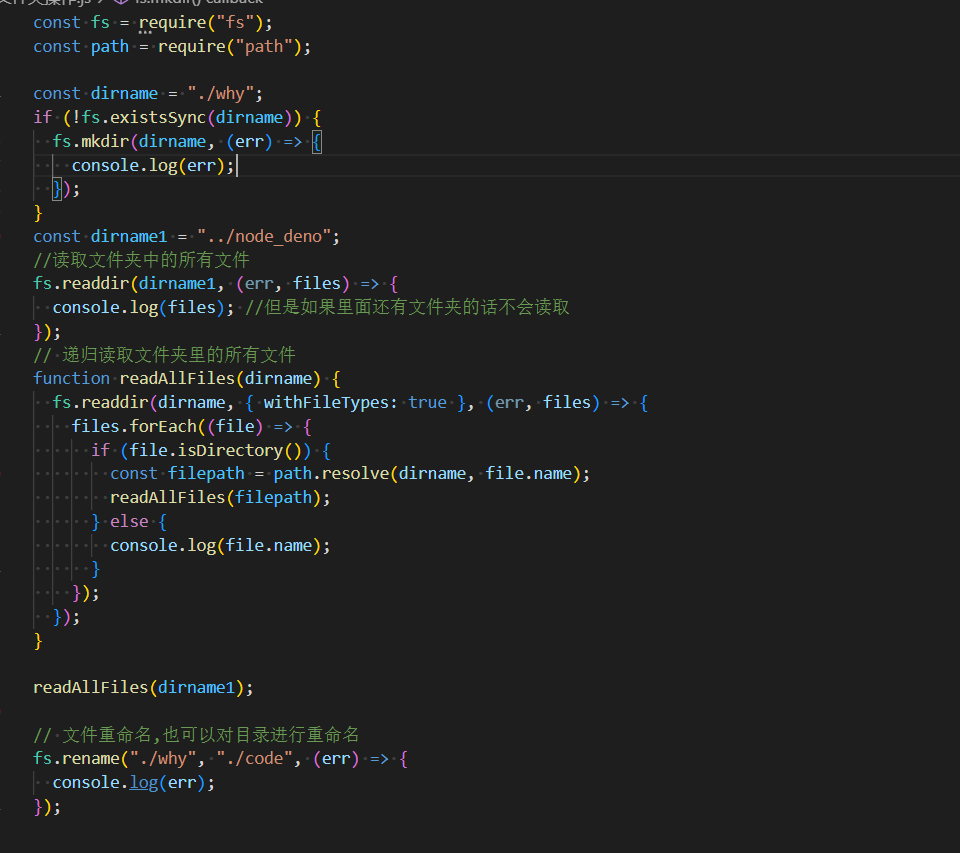 fs.mkdir() callback
const fs = require("fs");
const path = require("path");
const dirname = "./why";
if (!fs.existsSync(dirname)) {
  fs.mkdir(dirname, (err) => {
    console.log(err);
  });
}
const dirname1 = "../node_deno";
//读取文件夹中的所有文件
fs.readdir(dirname1, (err, files) => {
  console.log(files); //但是如果里面还有文件夹的话不会读取
});
// 递归读取文件夹里的所有文件
function readAllFiles(dirname) {
  fs.readdir(dirname, { withFileTypes: true }, (err, files) => {
    files.forEach((file) => {
      if (file.isDirectory()) {
        const filepath = path.resolve(dirname, file.name);
        readAllFiles(filepath);
      } else {
        console.log(file.name);
      }
    });
  });
}
readAllFiles(dirname1);
// 文件重命名,也可以对目录进行重命名
fs.rename("./why", "./code", (err) => {
  console.log(err);
});